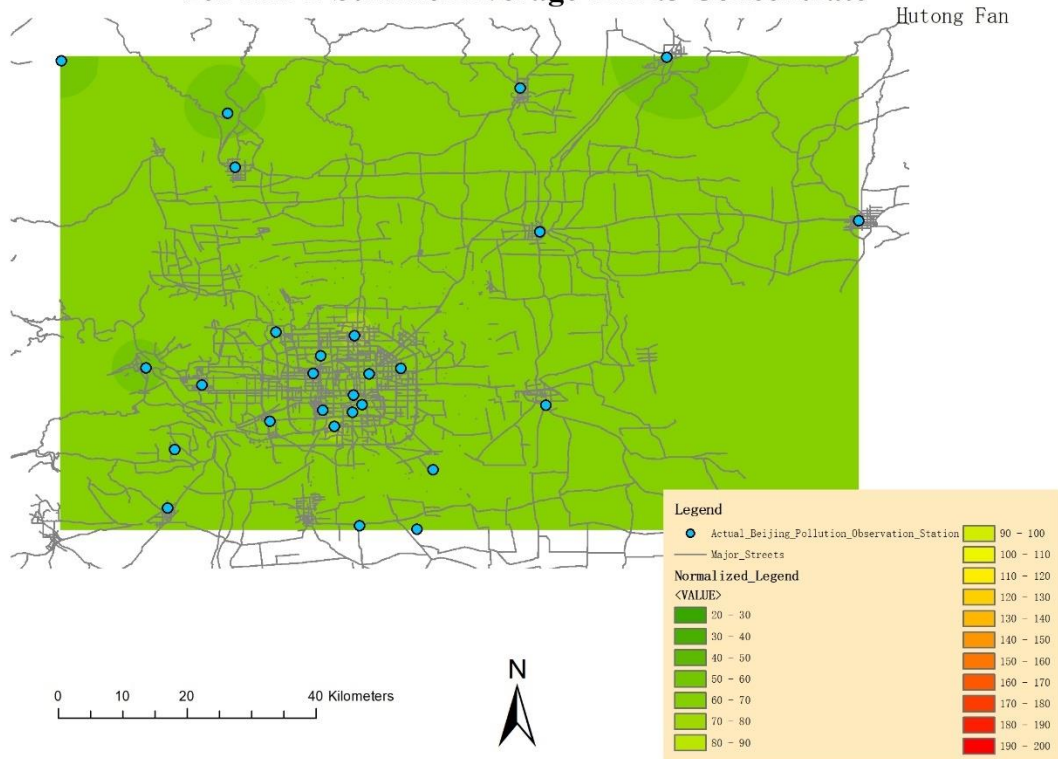 Hutong Fan
N
0 10 20 40 Kilometers
Legend
Actual_Beijing_Pollution_Observation_Station
Major_Streets
Normalized_Legend
<VALUE>
20 - 30
30 - 40
40 - 50
50 - 60
60 - 70
70 - 80
80 - 90
90 - 100
100 - 110
110 - 120
120 - 130
130 - 140
140 - 150
150 - 160
160 - 170
170 - 180
180 - 190
190 - 200